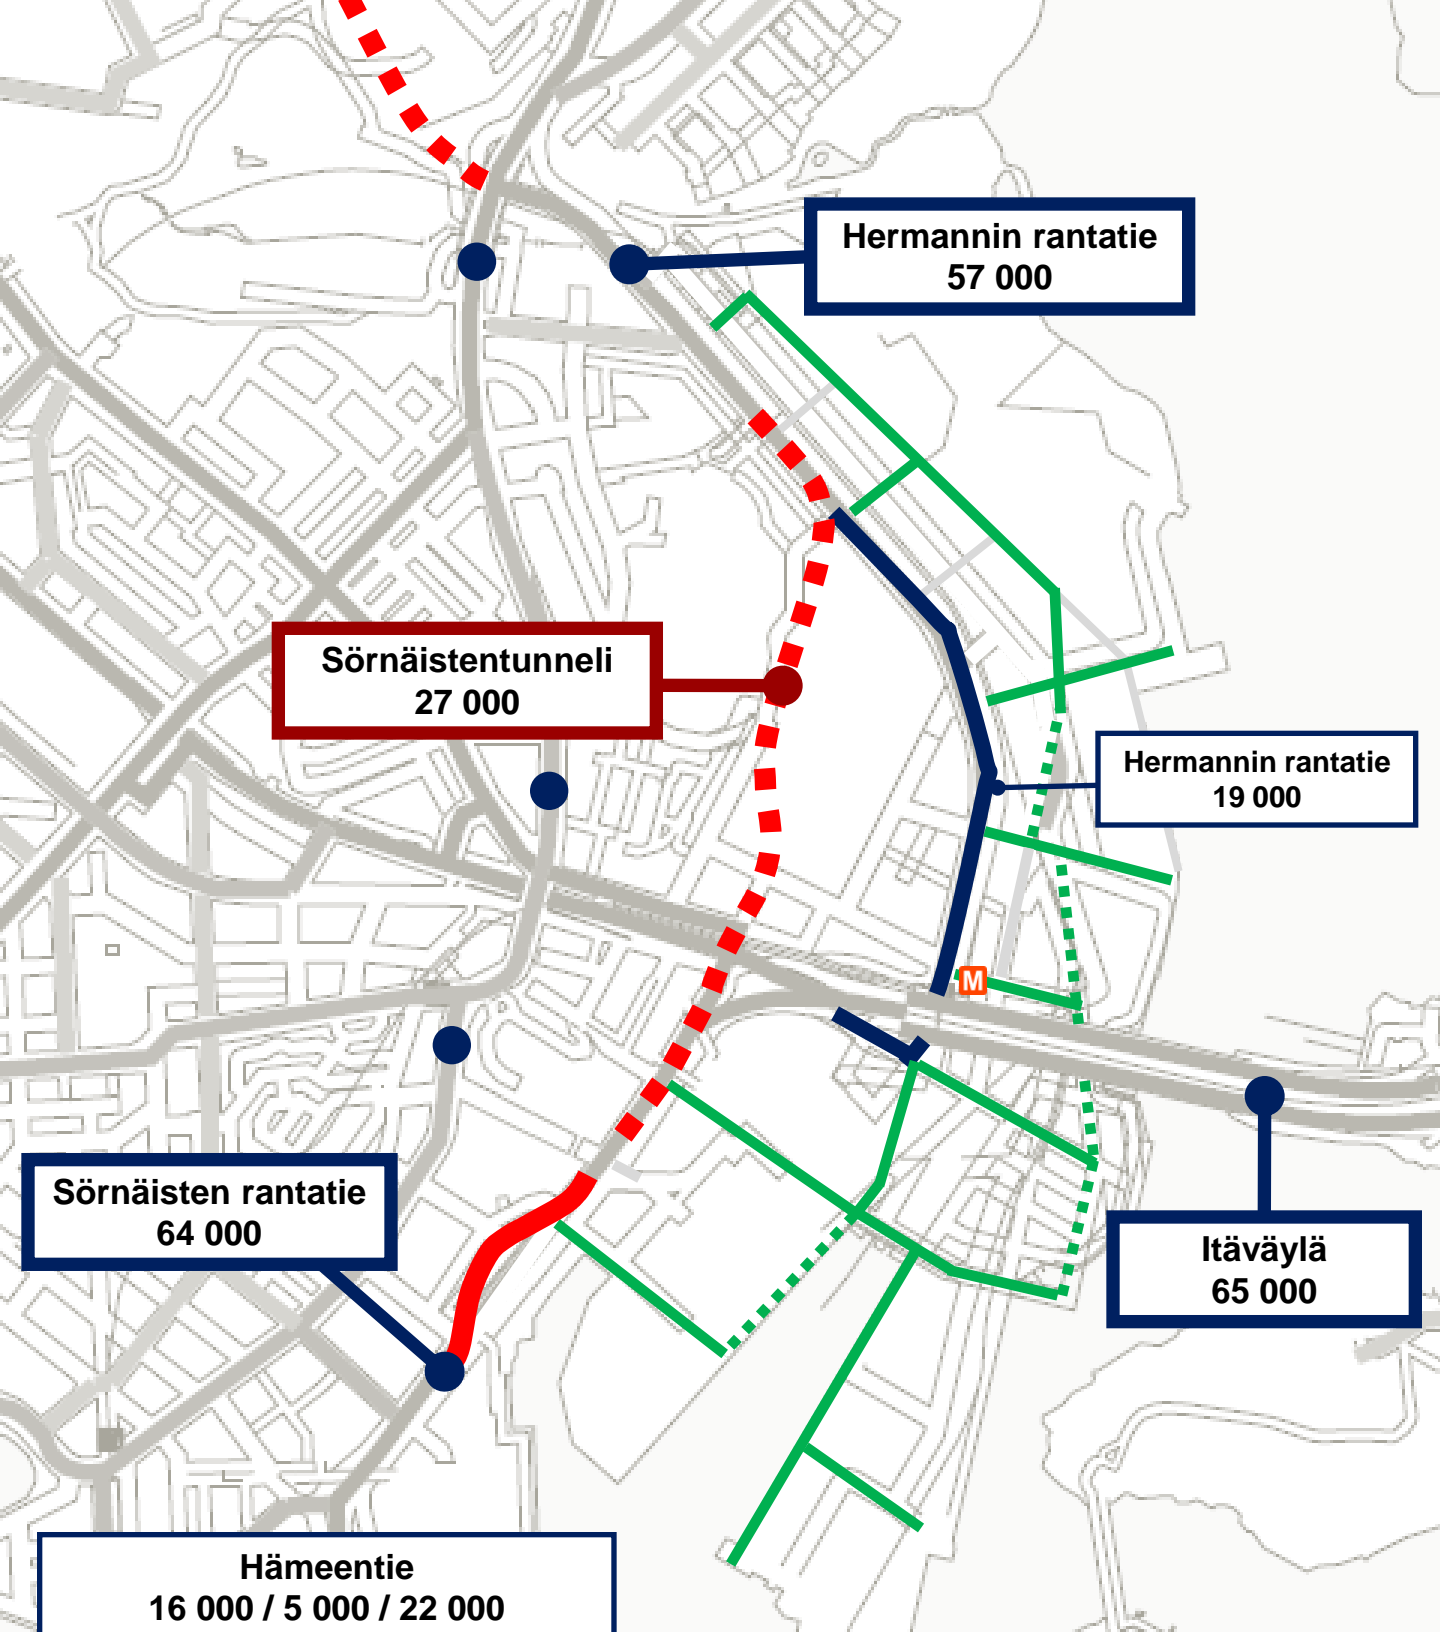 Hermannin rantatie
57 000
Sörnäistentunneli
27 000
Hermannin rantatie
19 000
M
Sörnäisten rantatie
64 000
Itäväylä
65 000
Hämeentie
16 000 / 5 000 / 22 000